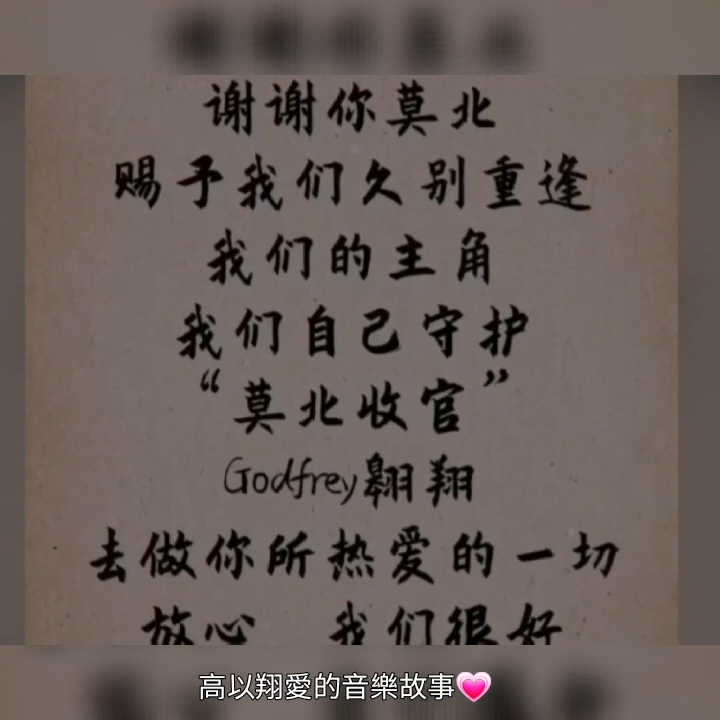 谢谢你莫北
赐予我们久别重逢
我们的主角
我们自己守护
“莫北收官”
Godfrey翱翔
去做你所热爱的一切
放心 我们很好
高以翔愛的音樂故事💗